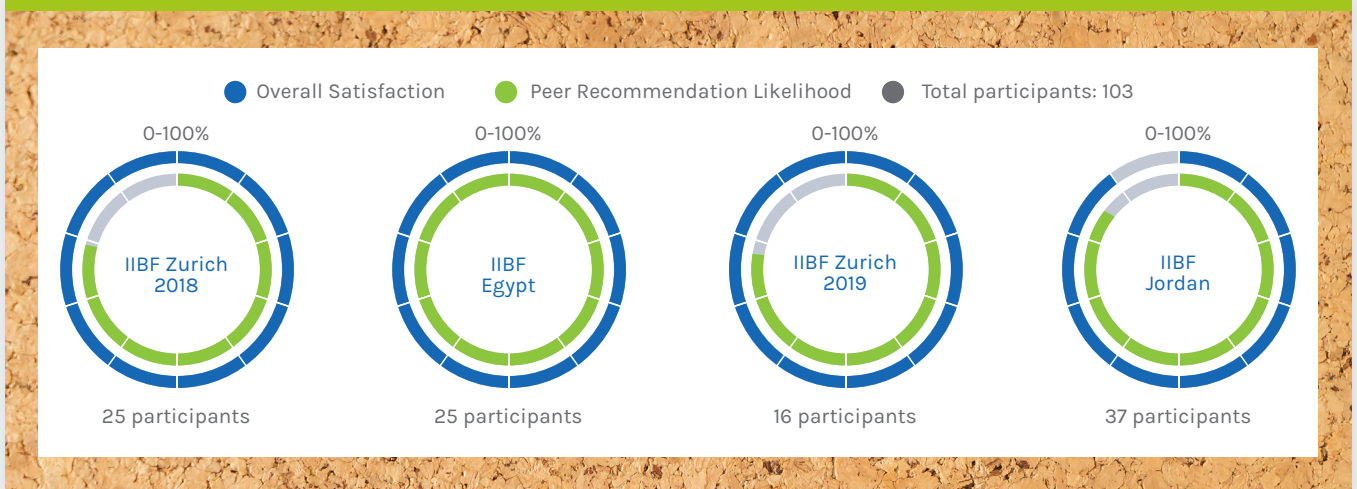 Overall Satisfaction
Peer Recommendation Likelihood
Total participants: 103
0-100%
0-100%
0-100%
0-100%
IIBF Zurich
2018
IIBF
Egypt
IIBF Zurich
2019
IIBF
Jordan
25 participants
25 participants
16 participants
37 participants